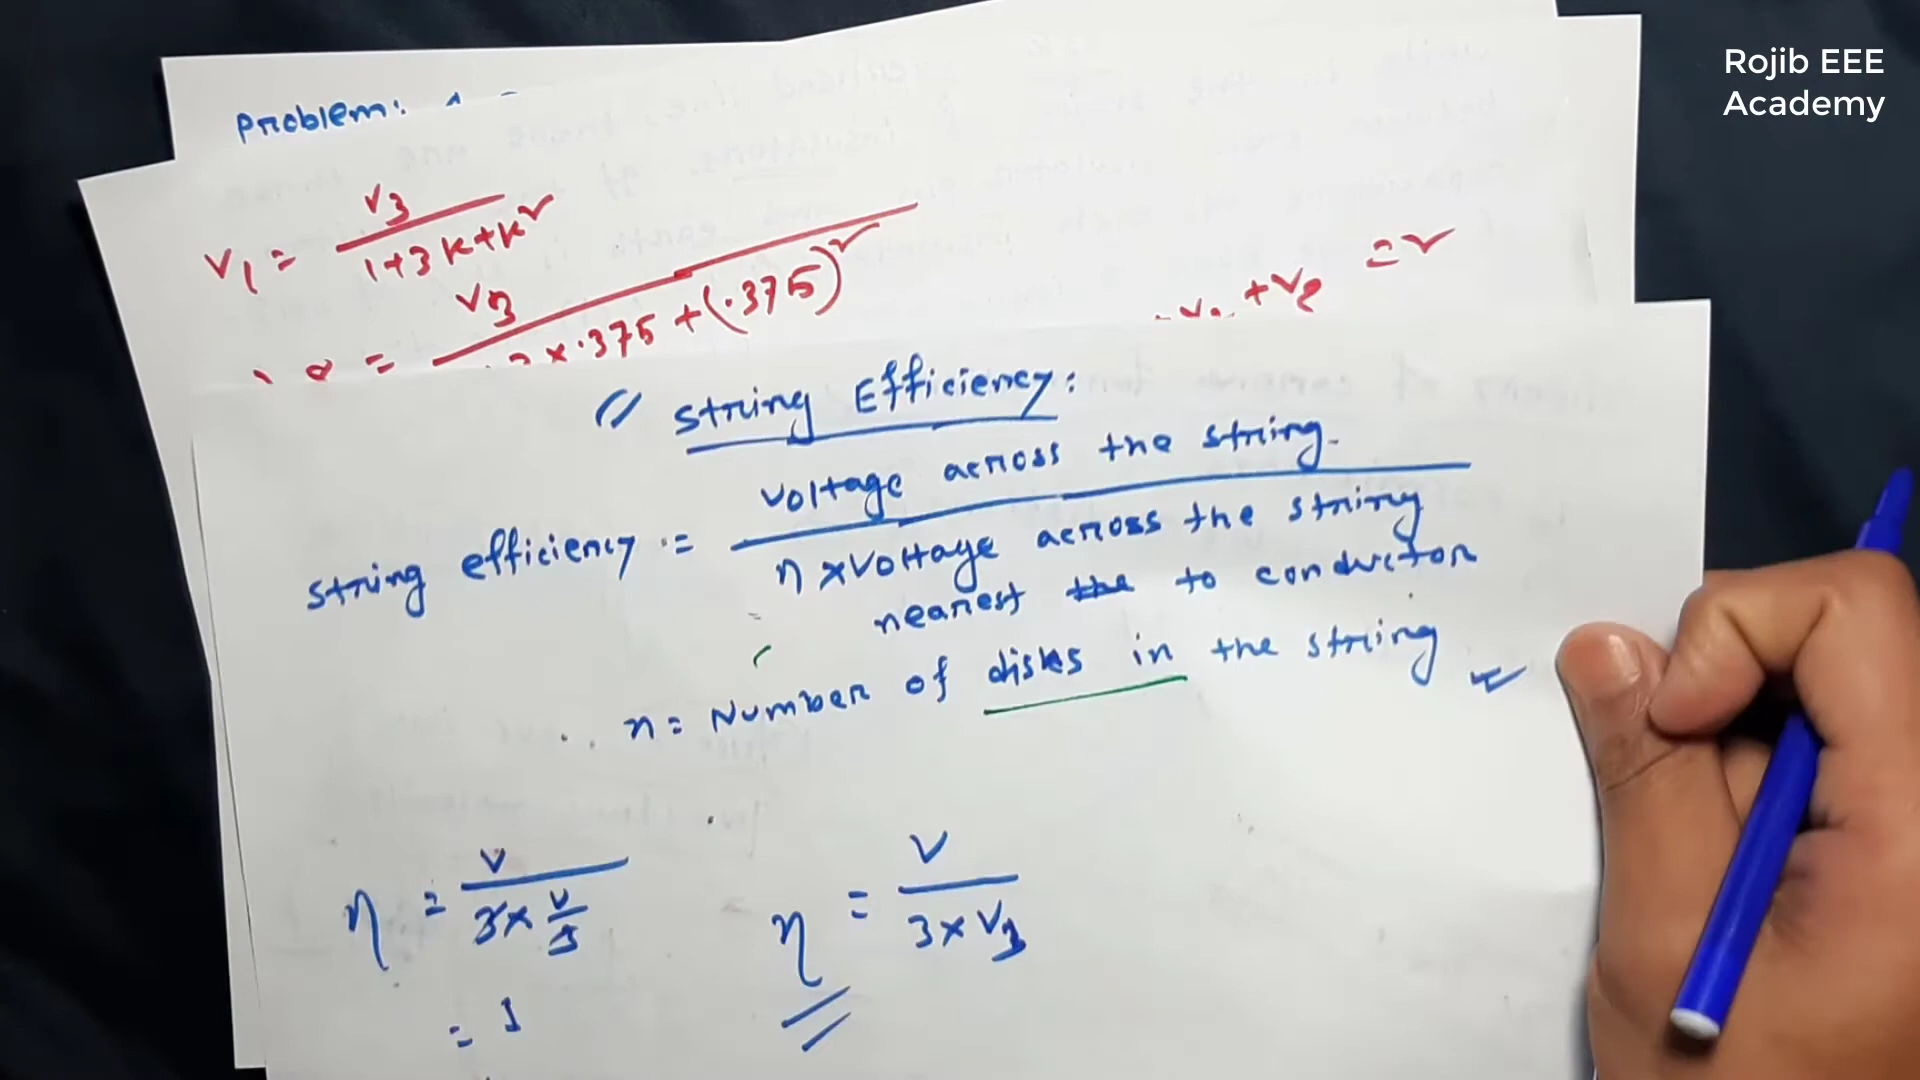 Rojib EEE
Academy
Problem:
V1 = V3 / 1+3K+K²
V3
= ×.375 + (.375)²
+V2 = V
String Efficiency:
String efficiency = Voltage across the string.
n×Voltage across the string
nearest to conductor
n = Number of disks in the string
η = V / 3× V/3
η = V / 3×V3
= 1